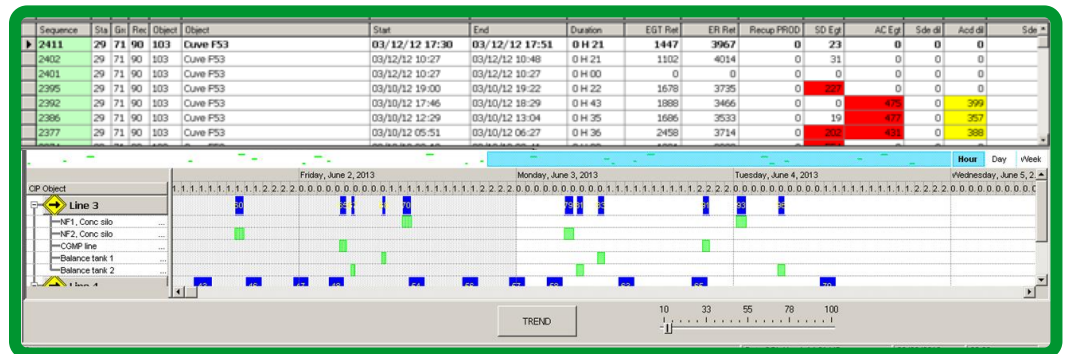 Sequence Sta Gri Rec Object Object Start End Duration EGT Ret ER Ret Recup PROD SD Egt AC Egt Sde dil Acd dil Sde
2411 29 71 90 103 Cuve F53 03/12/12 17:30 03/12/12 17:51 0 H 21 1447 3967 0 23 0 0 0
2402 29 71 90 103 Cuve F53 03/12/12 10:27 03/12/12 10:48 0 H 21 1102 4014 0 31 0 0 0
2401 29 71 90 103 Cuve F53 03/12/12 10:27 03/12/12 10:27 0 H 00 0 0 0 0 0 0 0
2395 29 71 90 103 Cuve F53 03/10/12 19:00 03/10/12 19:22 0 H 22 1678 3735 0 227 0 0 0
2392 29 71 90 103 Cuve F53 03/10/12 17:46 03/10/12 18:29 0 H 43 1888 3466 0 0 475 0 399
2386 29 71 90 103 Cuve F53 03/10/12 12:29 03/10/12 13:04 0 H 35 1686 3533 0 19 477 0 357
2377 29 71 90 103 Cuve F53 03/10/12 05:51 03/10/12 06:27 0 H 36 2458 3714 0 202 431 0 388
Hour Day Week
Friday, June 2, 2013 Monday, June 3, 2013 Tuesday, June 4, 2013 Wednesday, June 5, 2
CIP Object
Line 3 70 93
NF1, Conc silo ...
NF2, Conc silo ...
CGMP line ...
Balance tank 1 ...
Balance tank 2 ...
Line 4
TREND
10 33 55 78 100